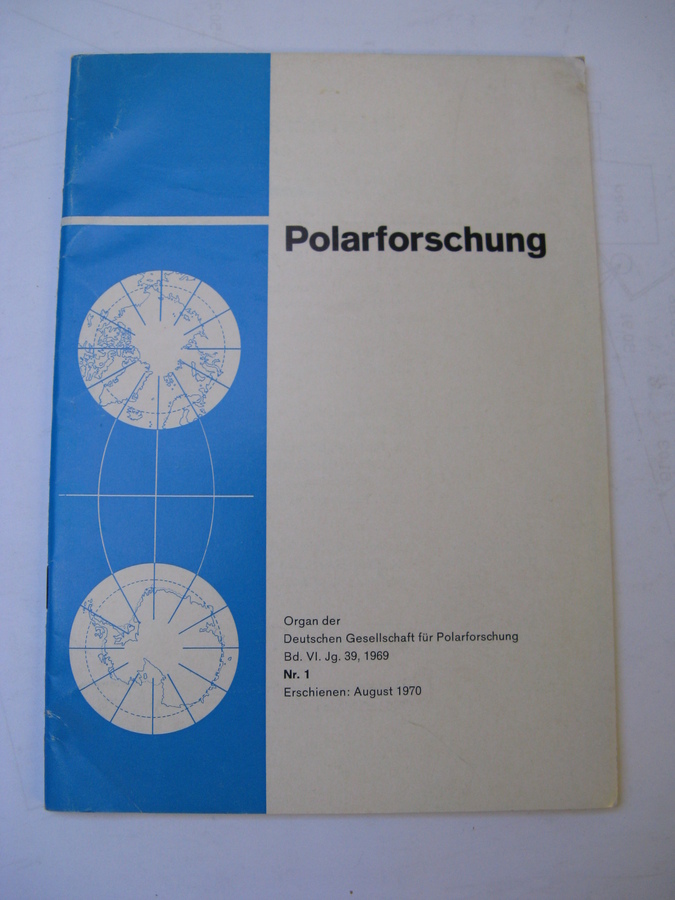 Polarforschung
Organ der
Deutschen Gesellschaft für Polarforschung
Bd. VI. Jg. 39, 1969
Nr. 1
Erschienen: August 1970